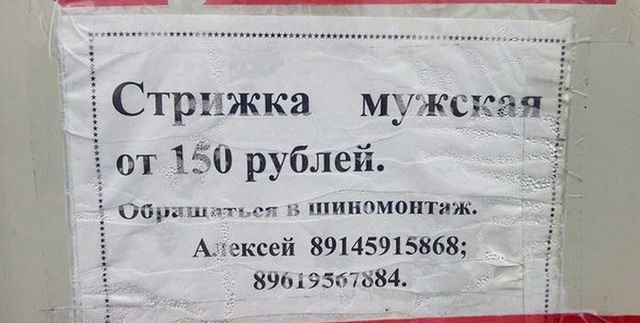 Стрижка мужская
от 150 рублей.
Обращаться в шиномонтаж.
Алексей 89145915868;
89619567884.